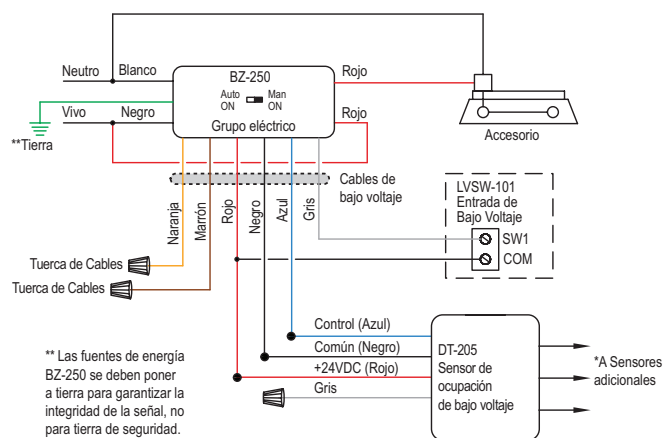 Neutro
Blanco
BZ-250
Rojo
Auto
ON
Man
ON
Vivo
Negro
Grupo eléctrico
Rojo
Accesorio
**Tierra
Cables de
bajo voltaje
Naranja
Marrón
Rojo
Negro
Azul
Gris
LVSW-101
Entrada de
Bajo Voltaje
SW1
COM
Tuerca de Cables
Tuerca de Cables
Control (Azul)
Común (Negro)
+24VDC (Rojo)
Gris
DT-205
Sensor de
ocupación
de bajo voltaje
*A Sensores
adicionales
** Las fuentes de energía
BZ-250 se deben poner
a tierra para garantizar la
integridad de la señal, no
para tierra de seguridad.